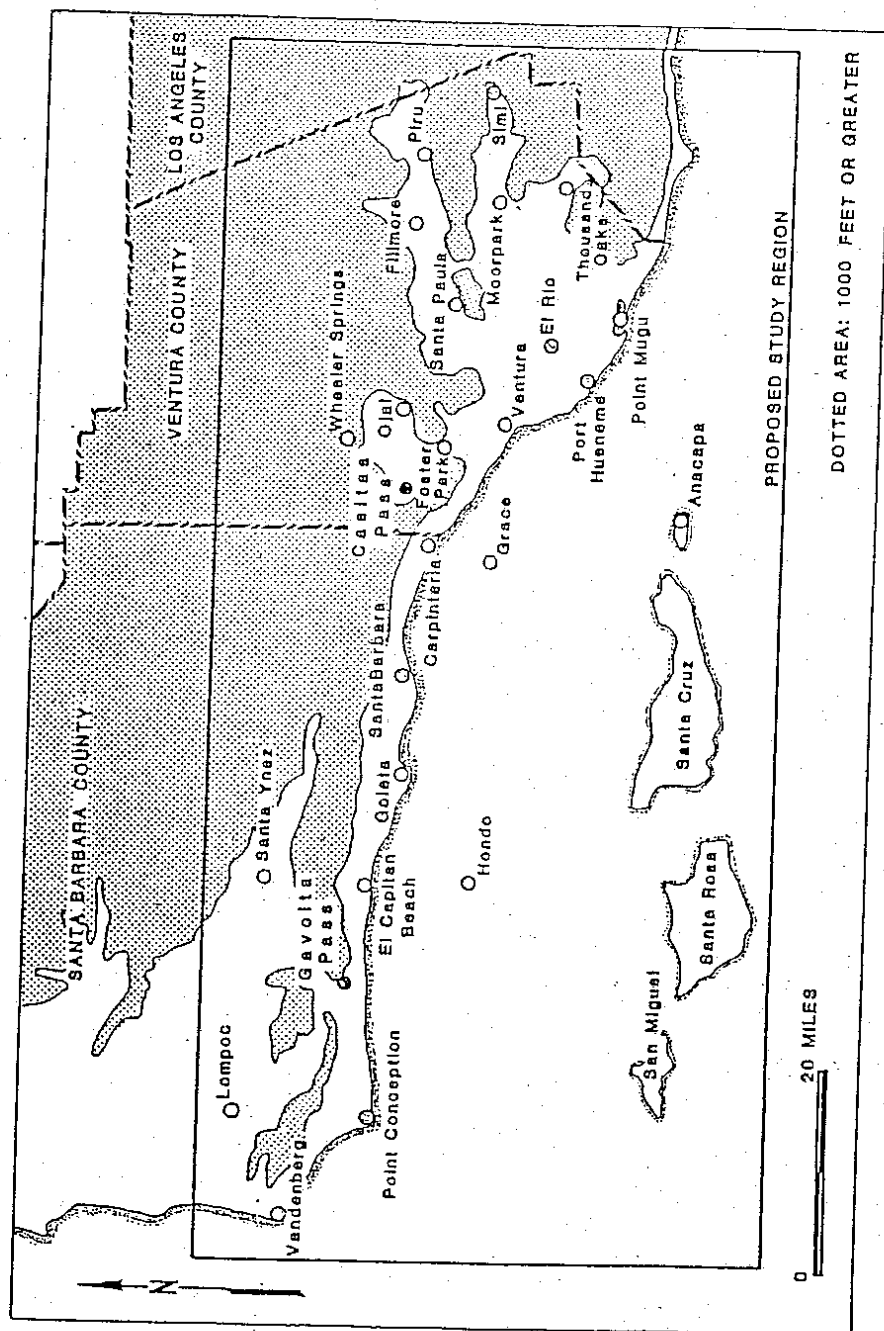 LOS ANGELES
COUNTY
VENTURA COUNTY
SANTA BARBARA COUNTY
N
Lompoc
Santa Ynez
Vandenberg
Gavoita
Pass
Point Conception
El Capitan
Beach
Goleta
Santa Barbara
Carpinteria
Casitas
Pass
Foster
Park
Ojai
Wheeler Springs
Santa Paula
Fillmore
Piru
Simi
Moorpark
Thousand
Oaks
El Rio
Ventura
Port
Hueneme
Point Mugu
Hondo
Grace
Anacapa
Santa Cruz
Santa Rosa
San Miguel
PROPOSED STUDY REGION
0
20 MILES
DOTTED AREA: 1000 FEET OR GREATER